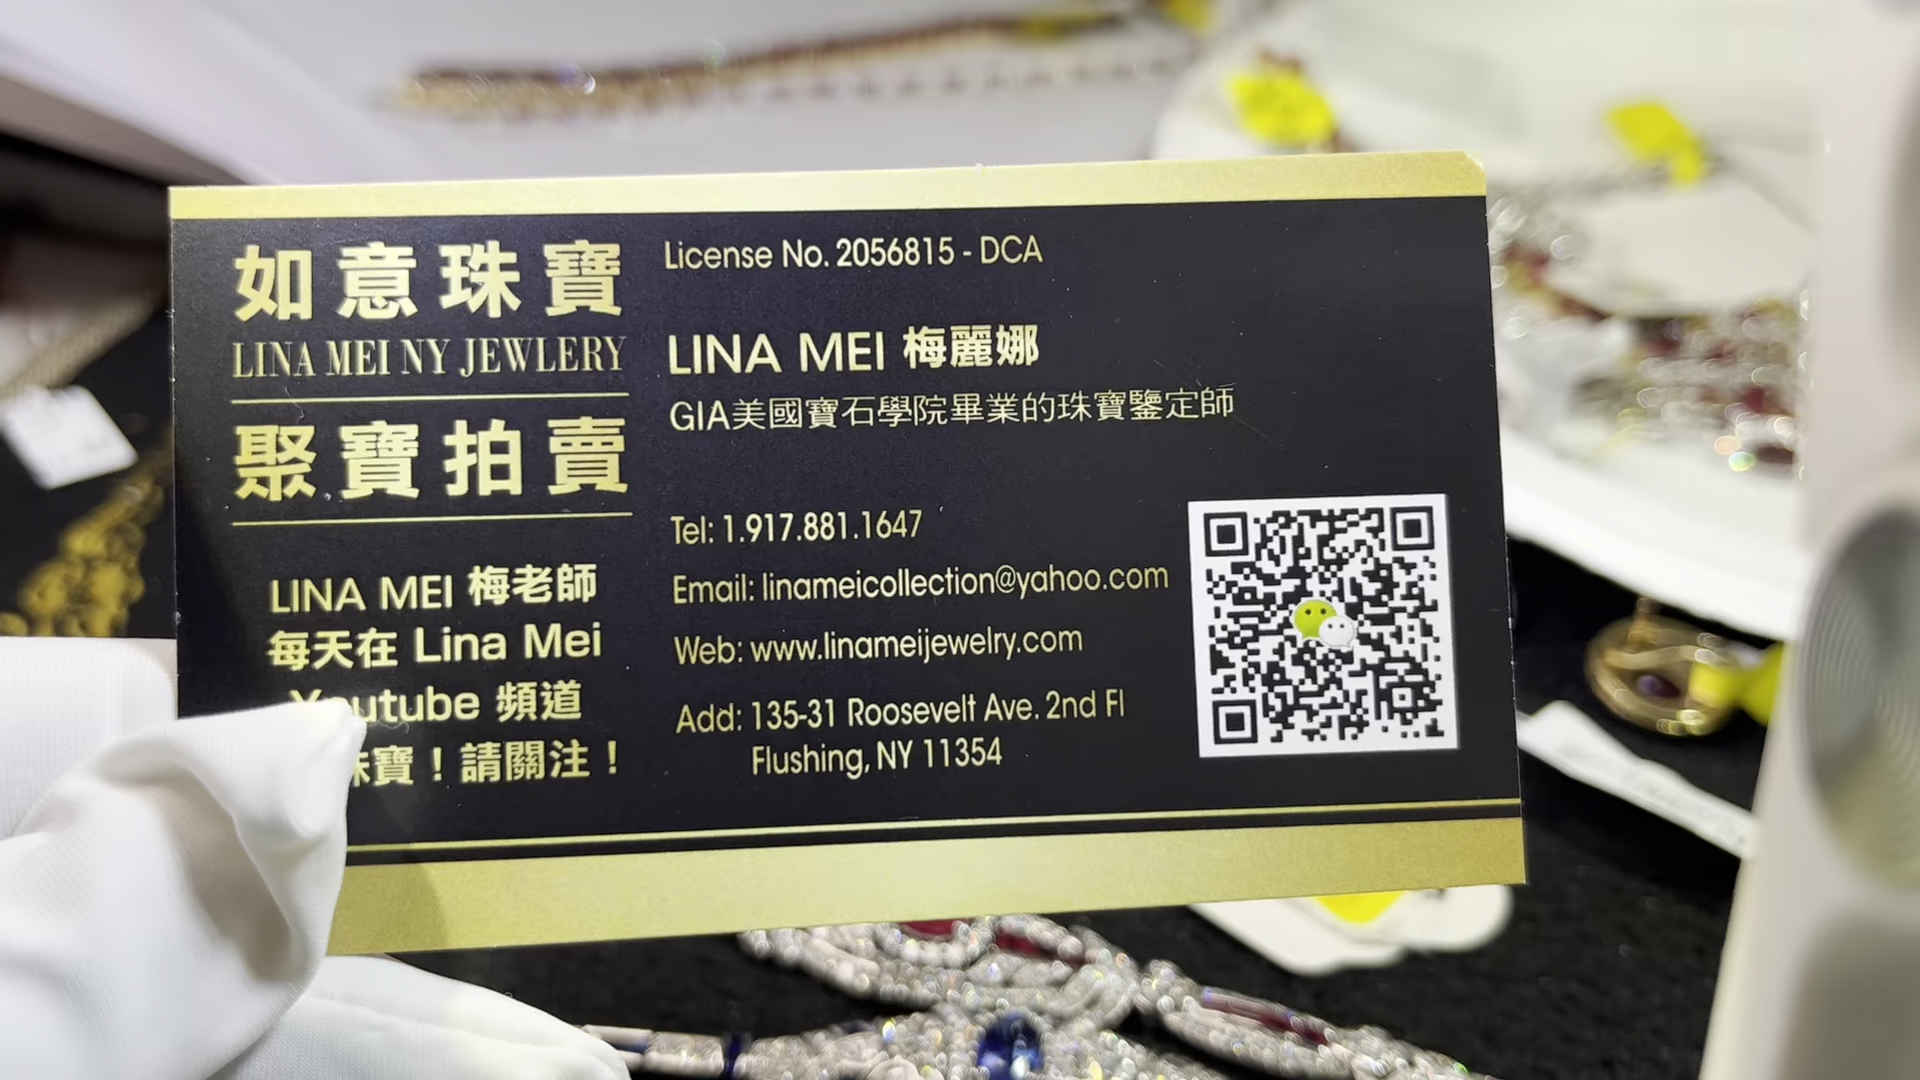 如意珠寶
LINA MEI NY JEWLERY
聚寶拍賣
LINA MEI 梅老師
每天在 Lina Mei
Youtube 頻道
珠寶！請關注！
License No. 2056815 - DCA
LINA MEI 梅麗娜
GIA美國寶石學院畢業的珠寶鑒定師
Tel: 1.917.881.1647
Email: linameicollection@yahoo.com
Web: www.linameijewelry.com
Add: 135-31 Roosevelt Ave. 2nd Fl
Flushing, NY 11354